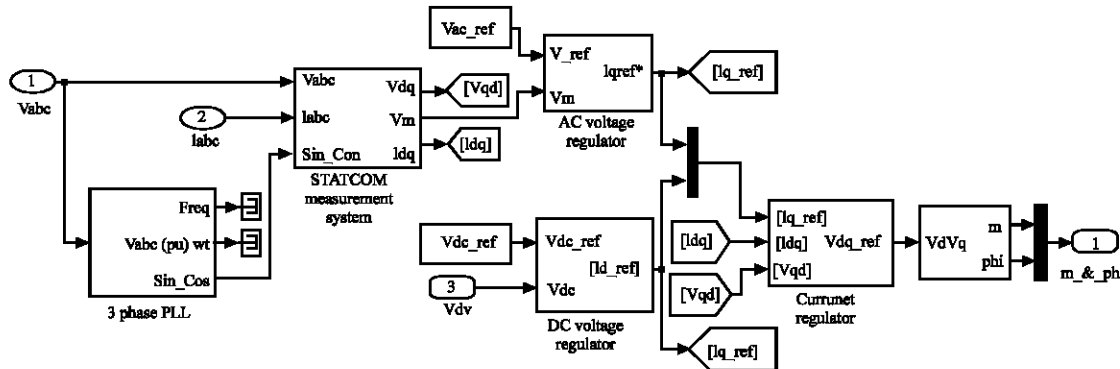 Vac_ref
V_ref
Iqref*
Vm
AC voltage
regulator
[Iq_ref]
1
Vabc
2
Iabc
Vabc
Iabc
Sin_Con
Vdq
Vm
Idq
STATCOM
measurement
system
[Vqd]
[Idq]
Freq
Vabc (pu) wt
Sin_Cos
3 phase PLL
Vdc_ref
3
Vdv
Vdc_ref
[Id_ref]
Vdc
DC voltage
regulator
[Idq]
[Vqd]
[Iq_ref]
[Iq_ref]
[Idq]
[Vqd]
Vdq_ref
Currunet
regulator
VdVq
m
phi
1
m_&_ph